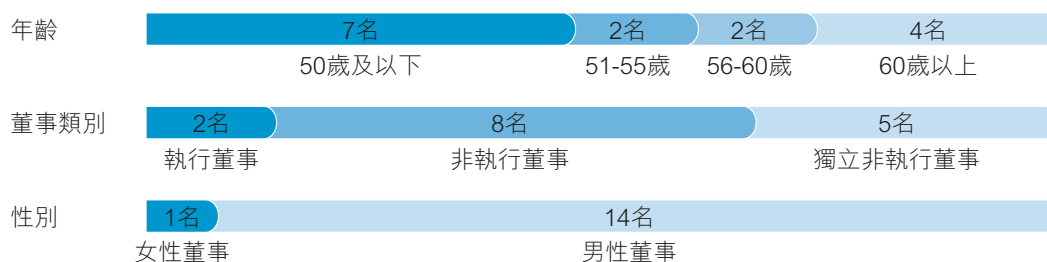 年齡 7名 2名 2名 4名
50歲及以下 51-55歲 56-60歲 60歲以上
董事類別 2名 8名 5名
執行董事 非執行董事 獨立非執行董事
性別 1名 14名
女性董事 男性董事